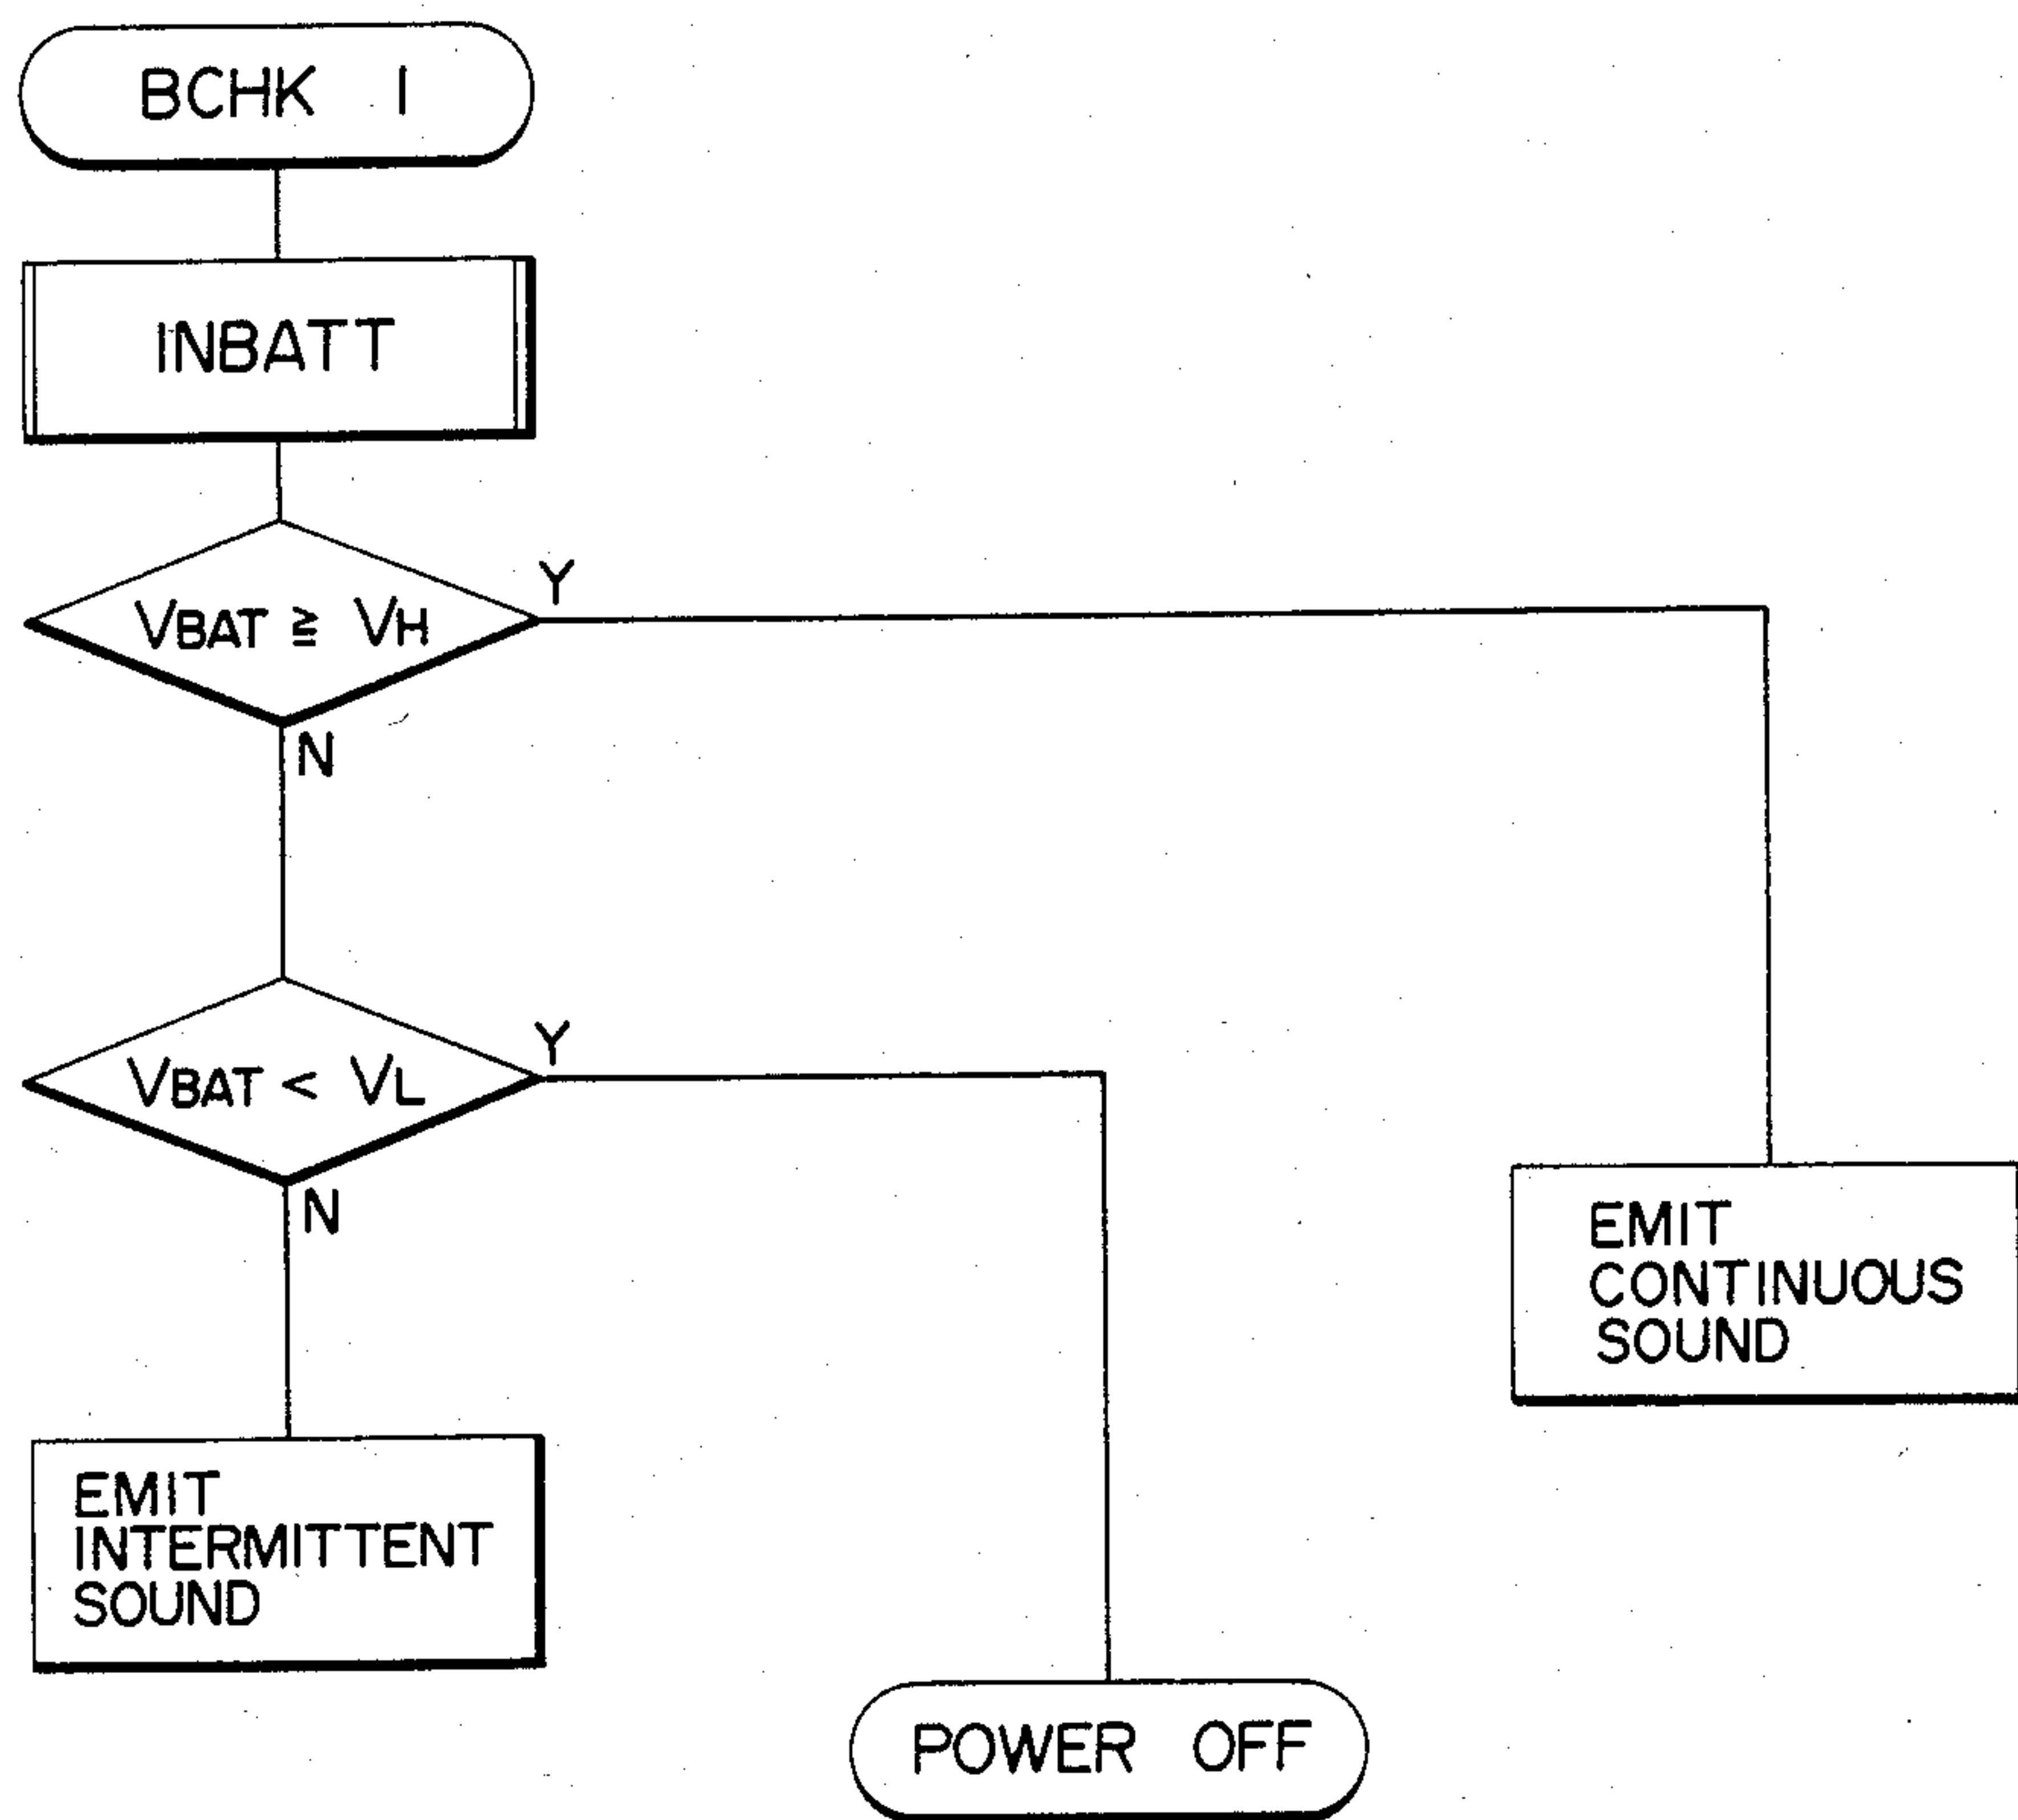 BCHK 1
INBATT
VBAT ≧ VH
Y
N
VBAT < VL
Y
N
EMIT
CONTINUOUS
SOUND
EMIT
INTERMITTENT
SOUND
POWER OFF